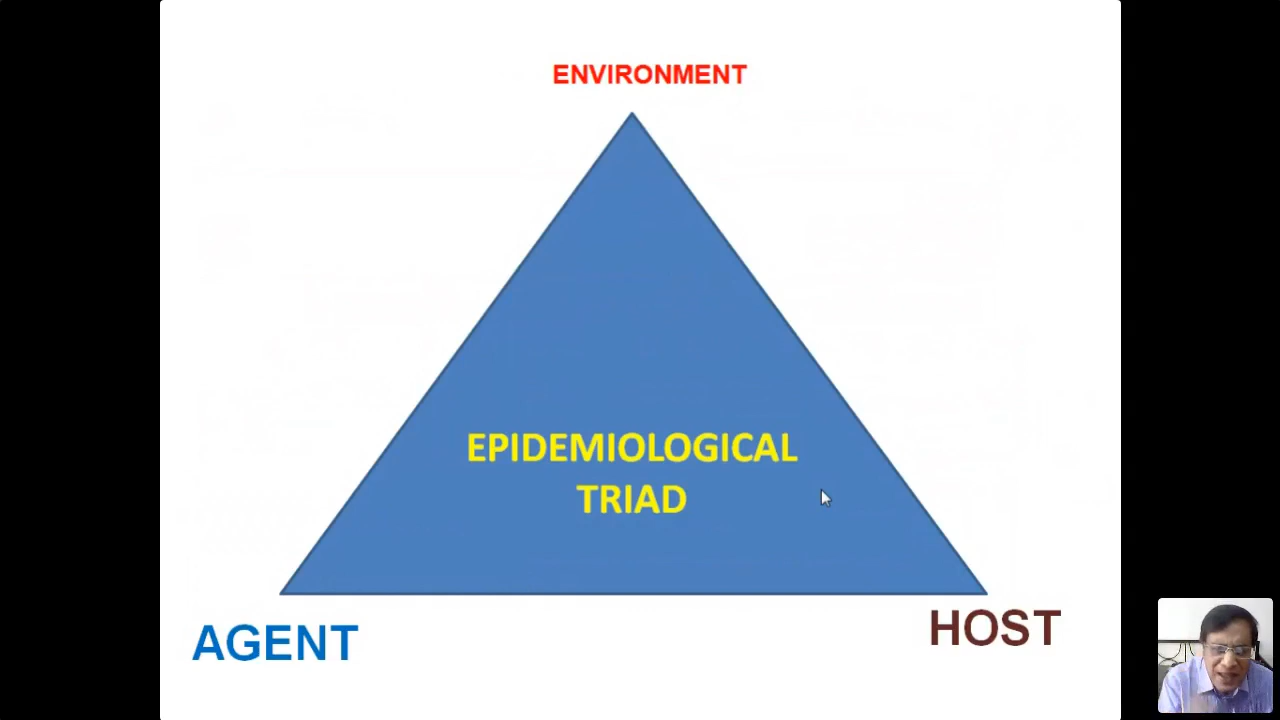 ENVIRONMENT
EPIDEMIOLOGICAL
TRIAD
AGENT
HOST